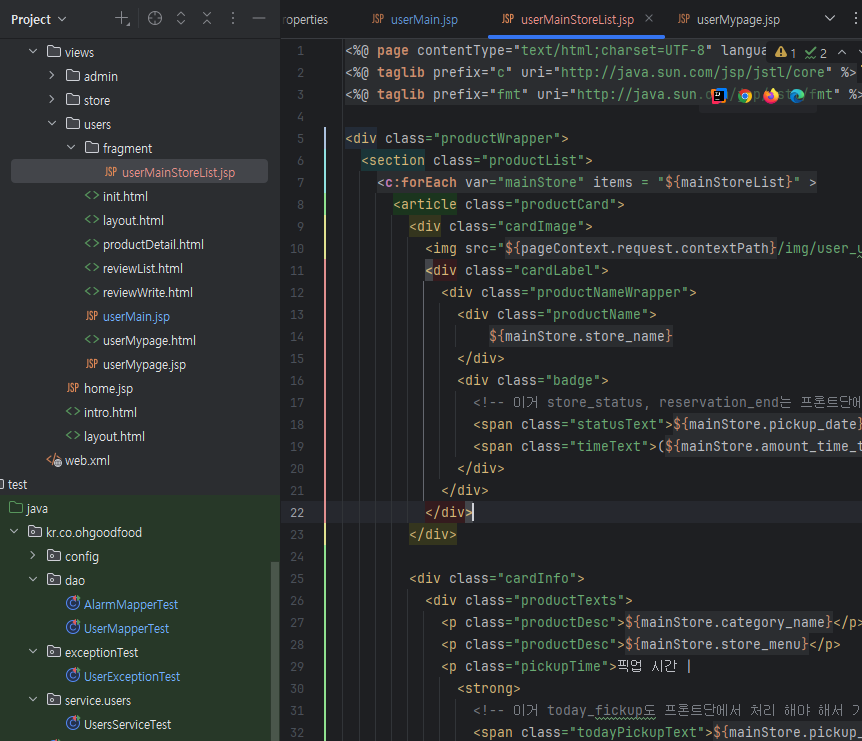 Project
views
admin
store
users
fragment
userMainStoreList.jsp
init.html
layout.html
productDetail.html
reviewList.html
reviewWrite.html
userMain.jsp
userMypage.html
userMypage.jsp
home.jsp
intro.html
layout.html
web.xml
test
java
kr.co.ohgoodfood
config
dao
AlarmMapperTest
UserMapperTest
exceptionTest
UserExceptionTest
service.users
UsersServiceTest
roperties
userMain.jsp
userMainStoreList.jsp
userMypage.jsp
1 <%@ page contentType="text/html;charset=UTF-8" langua
1 2
2 <%@ taglib prefix="c" uri="http://java.sun.com/jsp/jstl/core" %>
3 <%@ taglib prefix="fmt" uri="http://java.sun. fmt" %>
4
5 <div class="productWrapper">
6 <section class="productList">
7 <c:forEach var="mainStore" items = "${mainStoreList}" >
8 <article class="productCard">
9 <div class="cardImage">
10 <img src="${pageContext.request.contextPath}/img/user_u
11 <div class="cardLabel">
12 <div class="productNameWrapper">
13 <div class="productName">
14 ${mainStore.store_name}
15 </div>
16 <div class="badge">
17 <!-- 이거 store_status, reservation_end는 프론트단에
18 <span class="statusText">${mainStore.pickup_date}
19 <span class="timeText">(${mainStore.amount_time_t
20 </div>
21 </div>
22 </div>
23 </div>
24
25 <div class="cardInfo">
26 <div class="productTexts">
27 <p class="productDesc">${mainStore.category_name}</p>
28 <p class="productDesc">${mainStore.store_menu}</p>
29 <p class="pickupTime">픽업 시간 |
30 <strong>
31 <!-- 이거 today_fickup도 프론트단에서 처리 해야 해서
32 <span class="todayPickupText">${mainStore.pickup_